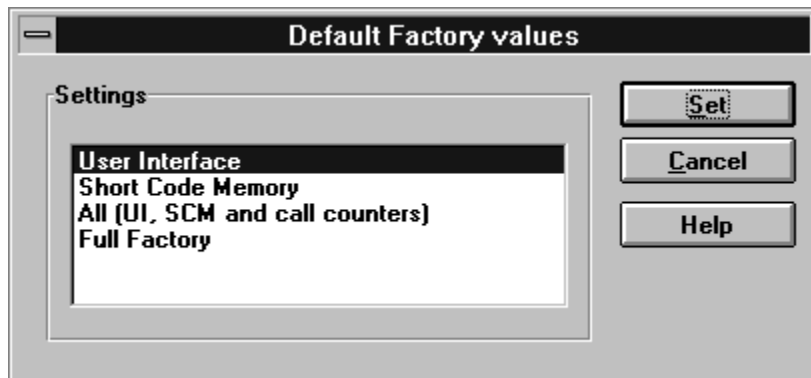 Default Factory values
Settings
User Interface
Short Code Memory
All (UI, SCM and call counters)
Full Factory
Set
Cancel
Help